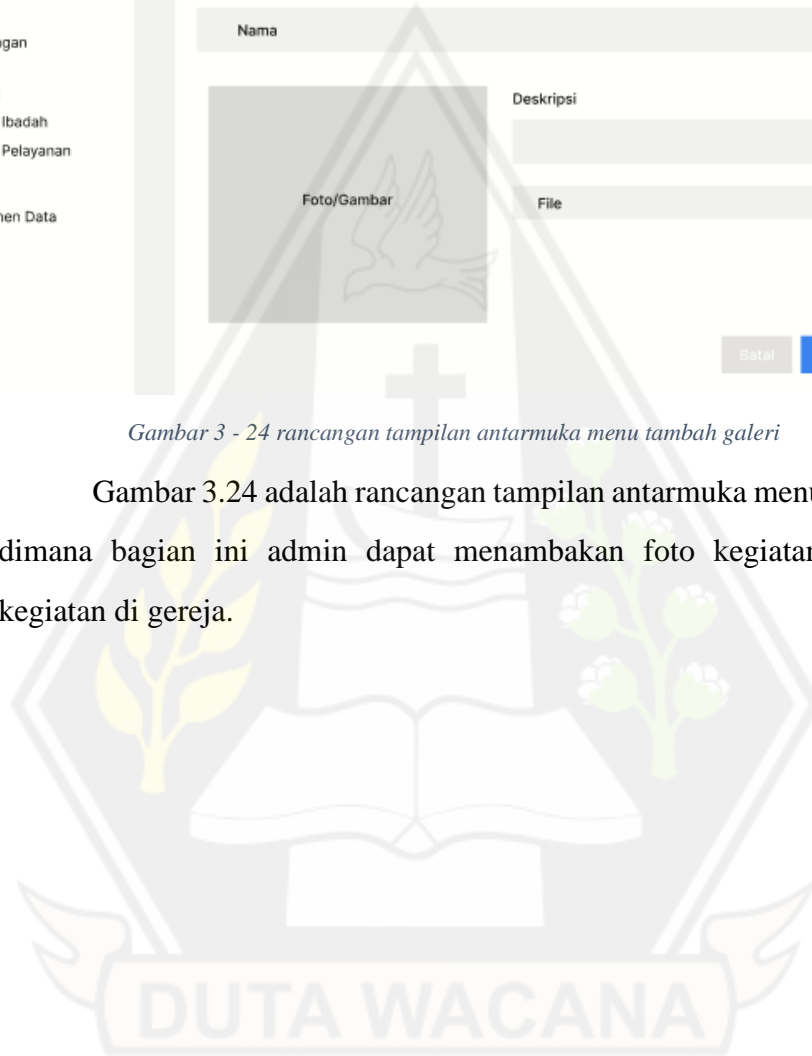 Nama
Deskripsi
Ibadah
Pelayanan
Foto/Gambar
File
Data
Batal
Gambar 3 - 24 rancangan tampilan antarmuka menu tambah galeri
Gambar 3.24 adalah rancangan tampilan antarmuka menu
dimana bagian ini admin dapat menambakan foto kegiatan
kegiatan di gereja.
DUTA WACANA